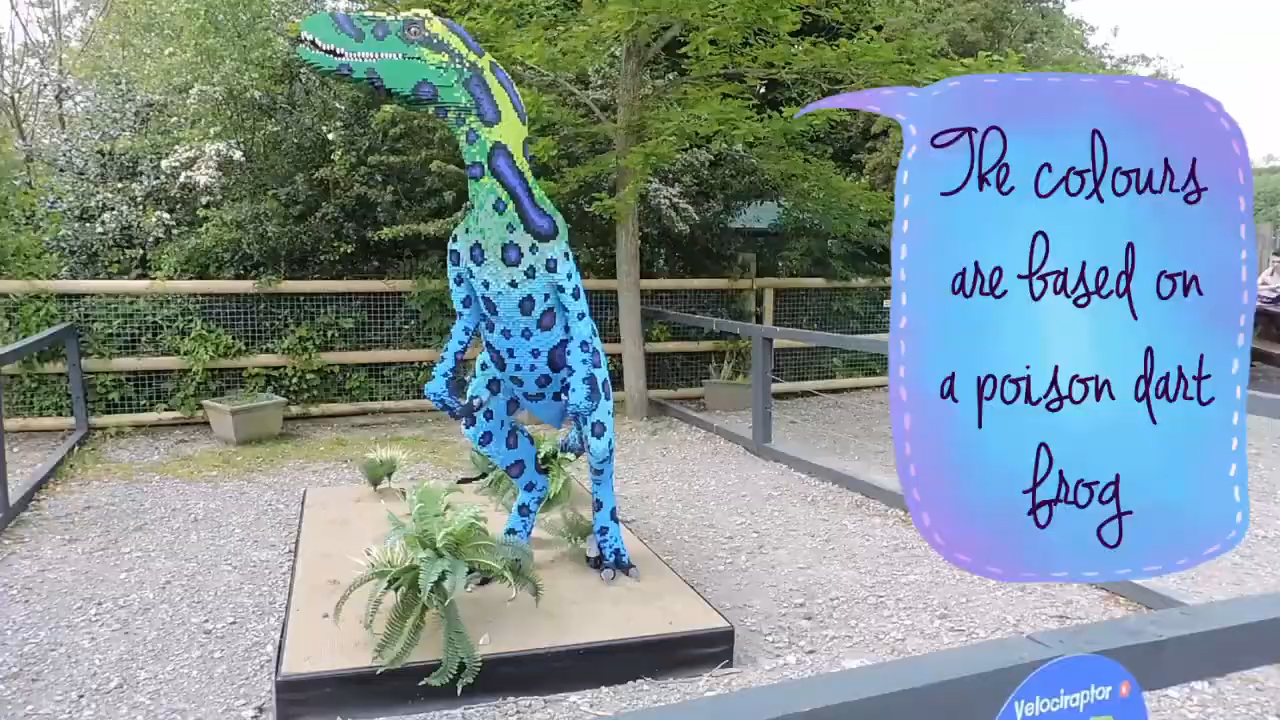 The colours
are based on
a poison dart
frog
Velociraptor